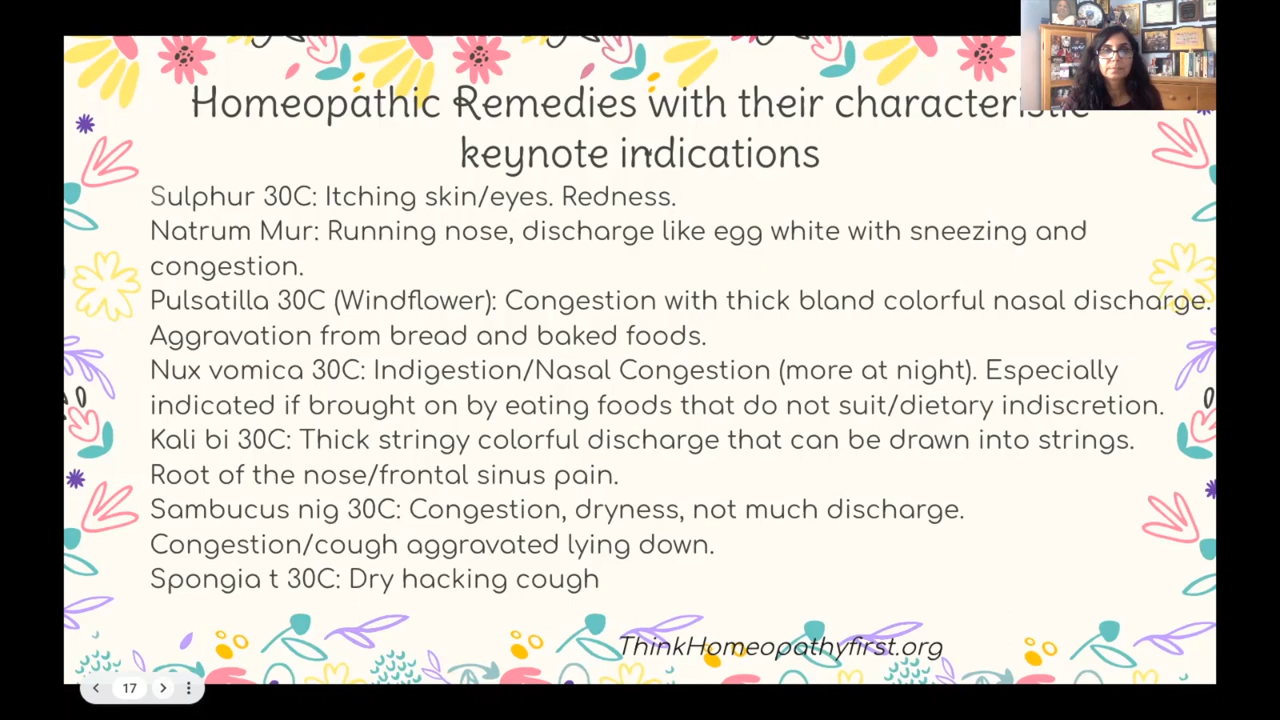 Homeopathic Remedies with their characteristic
keynote indications
Sulphur 30C: Itching skin/eyes. Redness.
Natrum Mur: Running nose, discharge like egg white with sneezing and
congestion.
Pulsatilla 30C (Windflower): Congestion with thick bland colorful nasal discharge.
Aggravation from bread and baked foods.
Nux vomica 30C: Indigestion/Nasal Congestion (more at night). Especially
indicated if brought on by eating foods that do not suit/dietary indiscretion.
Kali bi 30C: Thick stringy colorful discharge that can be drawn into strings.
Root of the nose/frontal sinus pain.
Sambucus nig 30C: Congestion, dryness, not much discharge.
Congestion/cough aggravated lying down.
Spongia t 30C: Dry hacking cough
ThinkHomeopathyfirst.org
17